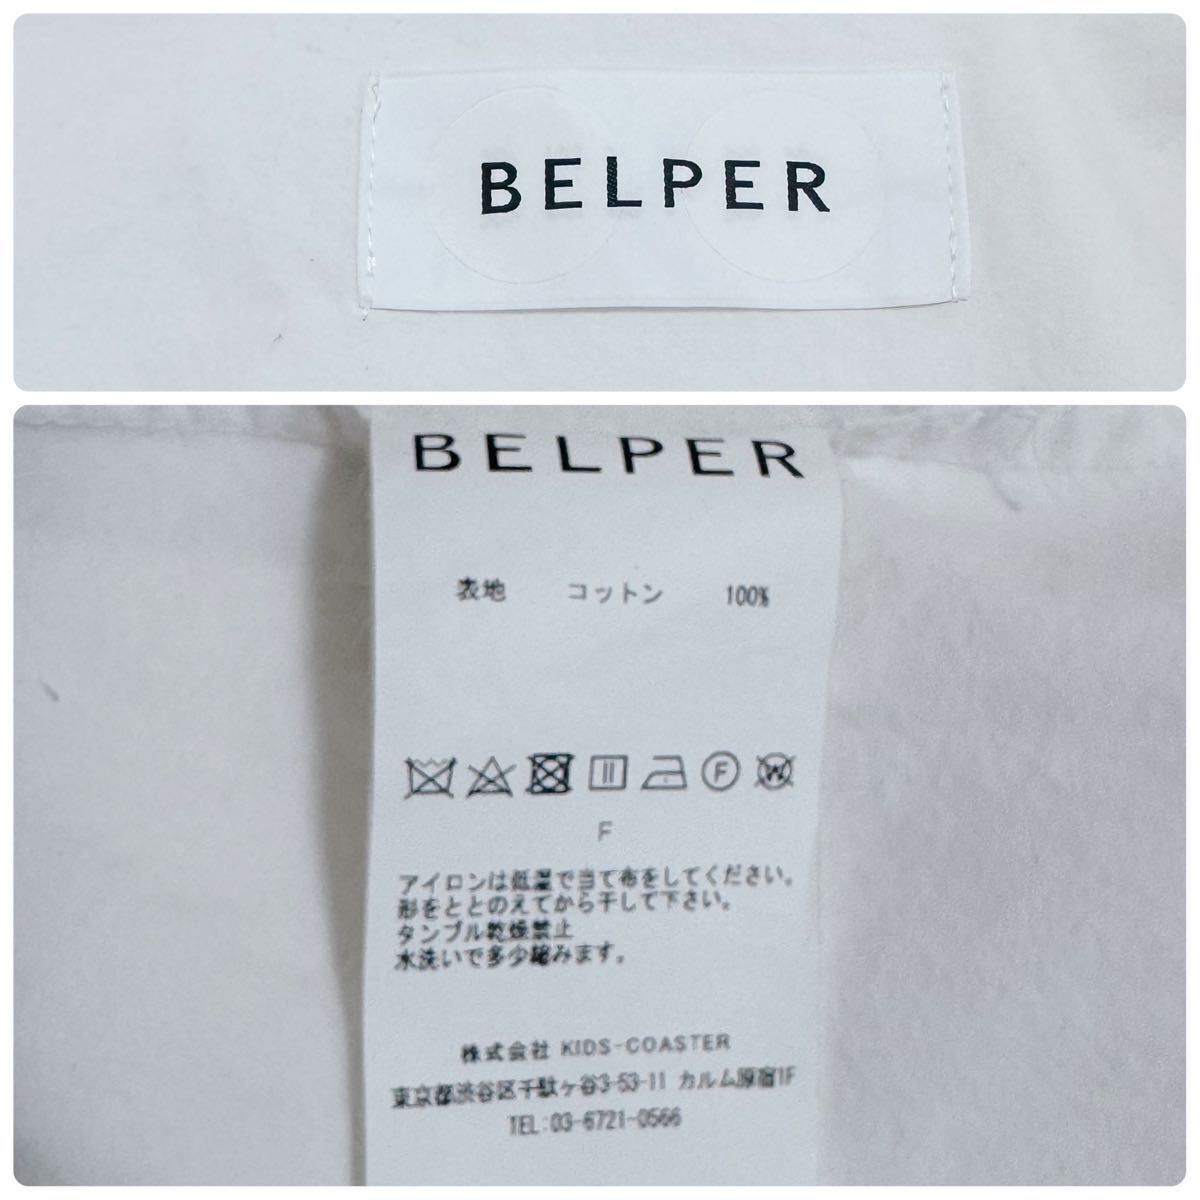 BELPER
BELPER
表地 コットン 100%
F W
F
アイロンは低温で当て布をしてください。
形をととのえてから干して下さい。
タンブル乾燥禁止
水洗いで多少縮みます。
株式会社 KIDS-COASTER
東京都渋谷区千駄ヶ谷3-53-11 カルム原宿1F
TEL:03-6721-0566